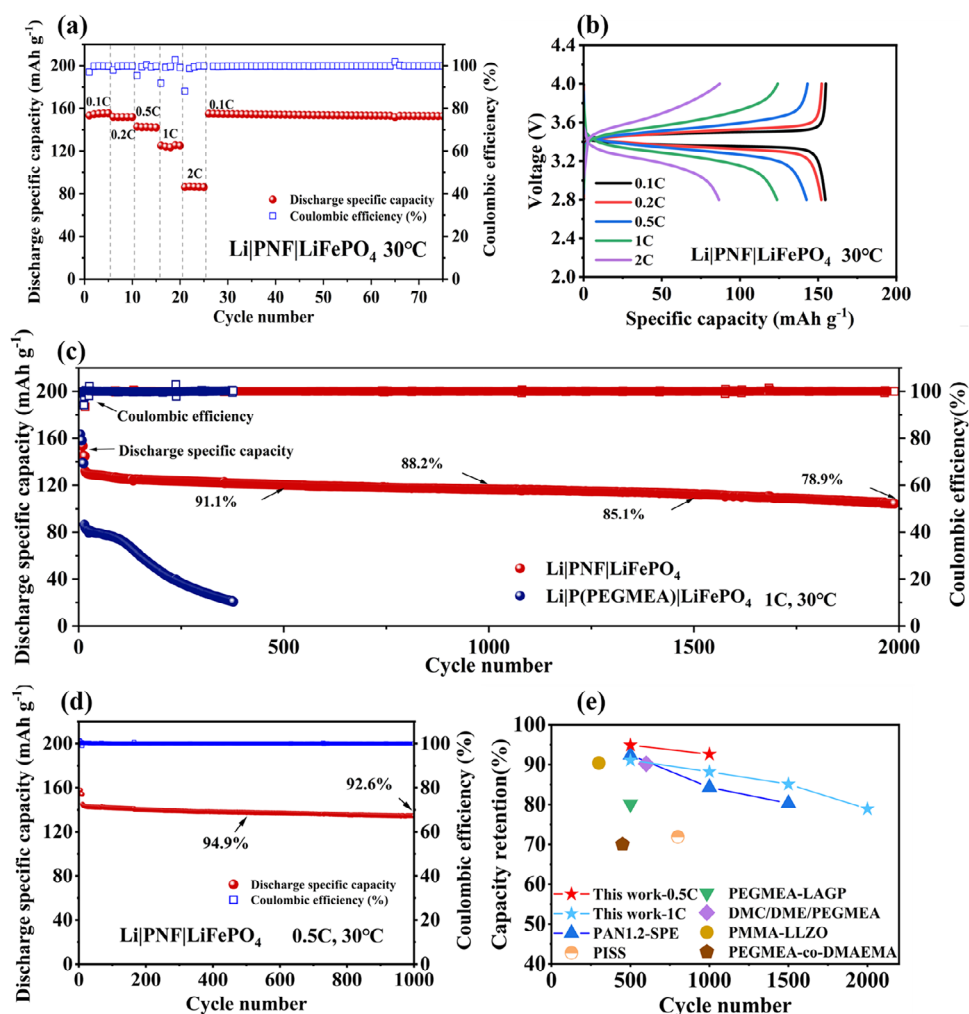 (a)
Discharge specific capacity (mAh g-1)
Coulombic efficiency (%)
200
160
120
80
40
0
100
80
60
40
20
0
0.1C
0.2C
0.5C
1C
2C
0.1C
Discharge specific capacity
Coulombic efficiency (%)
Li|PNF|LiFePO4 30°C
0 10 20 30 40 50 60 70
Cycle number
(b)
Voltage (V)
4.4
4.0
3.6
3.2
2.8
2.4
2.0
0.1C
0.2C
0.5C
1C
2C
Li|PNF|LiFePO4 30°C
0 50 100 150 200
Specific capacity (mAh g-1)
(c)
Discharge specific capacity (mAh g-1)
Coulombic efficiency(%)
200
160
120
80
40
0
100
80
60
40
20
0
Coulombic efficiency
Discharge specific capacity
91.1%
88.2%
85.1%
78.9%
Li|PNF|LiFePO4
Li|P(PEGMEA)|LiFePO4 1C, 30°C
0 250 500 750 1000 1250 1500 1750 2000
Cycle number
(d)
Discharge specific capacity (mAh g-1)
Coulombic efficiency (%)
200
160
120
80
40
0
100
80
60
40
20
0
94.9%
92.6%
Discharge specific capacity
Coulombic efficiency (%)
Li|PNF|LiFePO4 0.5C, 30°C
0 200 400 600 800 1000
Cycle number
(e)
Capacity retention(%)
100
90
80
70
60
50
40
This work-0.5C
This work-1C
PAN1.2-SPE
PISS
PEGMEA-LAGP
DMC/DME/PEGMEA
PMMA-LLZO
PEGMEA-co-DMAEMA
0 500 1000 1500 2000
Cycle number